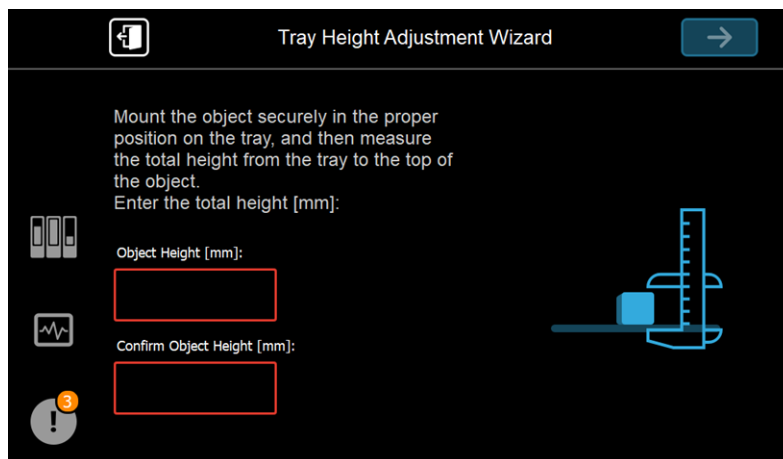 Tray Height Adjustment Wizard
Mount the object securely in the proper
position on the tray, and then measure
the total height from the tray to the top of
the object.
Enter the total height [mm]:
Object Height [mm]:
Confirm Object Height [mm]:
3